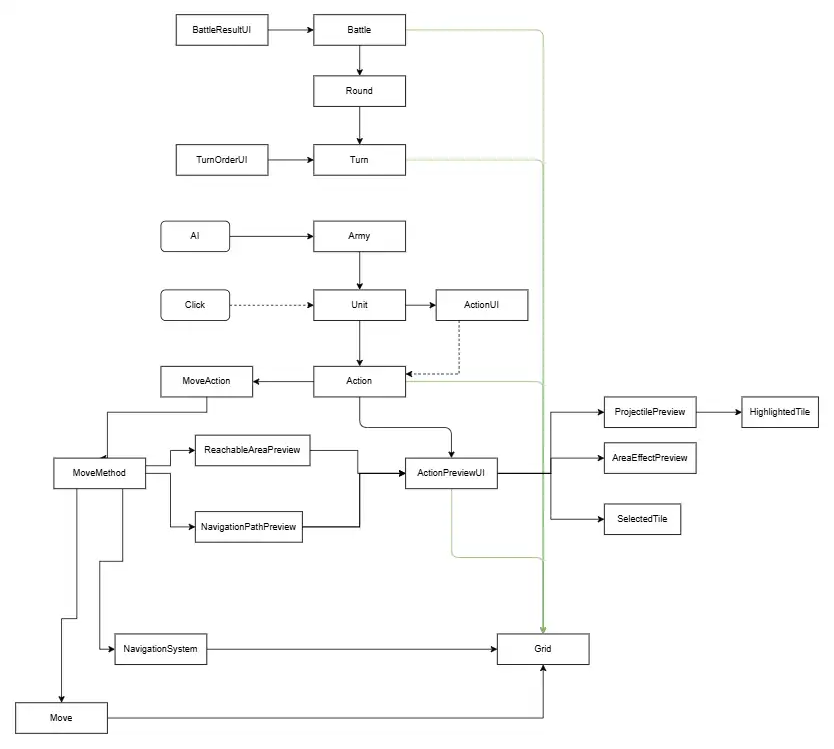 BattleResultUI
Battle
Round
TurnOrderUI
Turn
AI
Army
Click
Unit
ActionUI
MoveAction
Action
ProjectilePreview
HighlightedTile
ReachableAreaPreview
AreaEffectPreview
MoveMethod
ActionPreviewUI
NavigationPathPreview
SelectedTile
NavigationSystem
Grid
Move